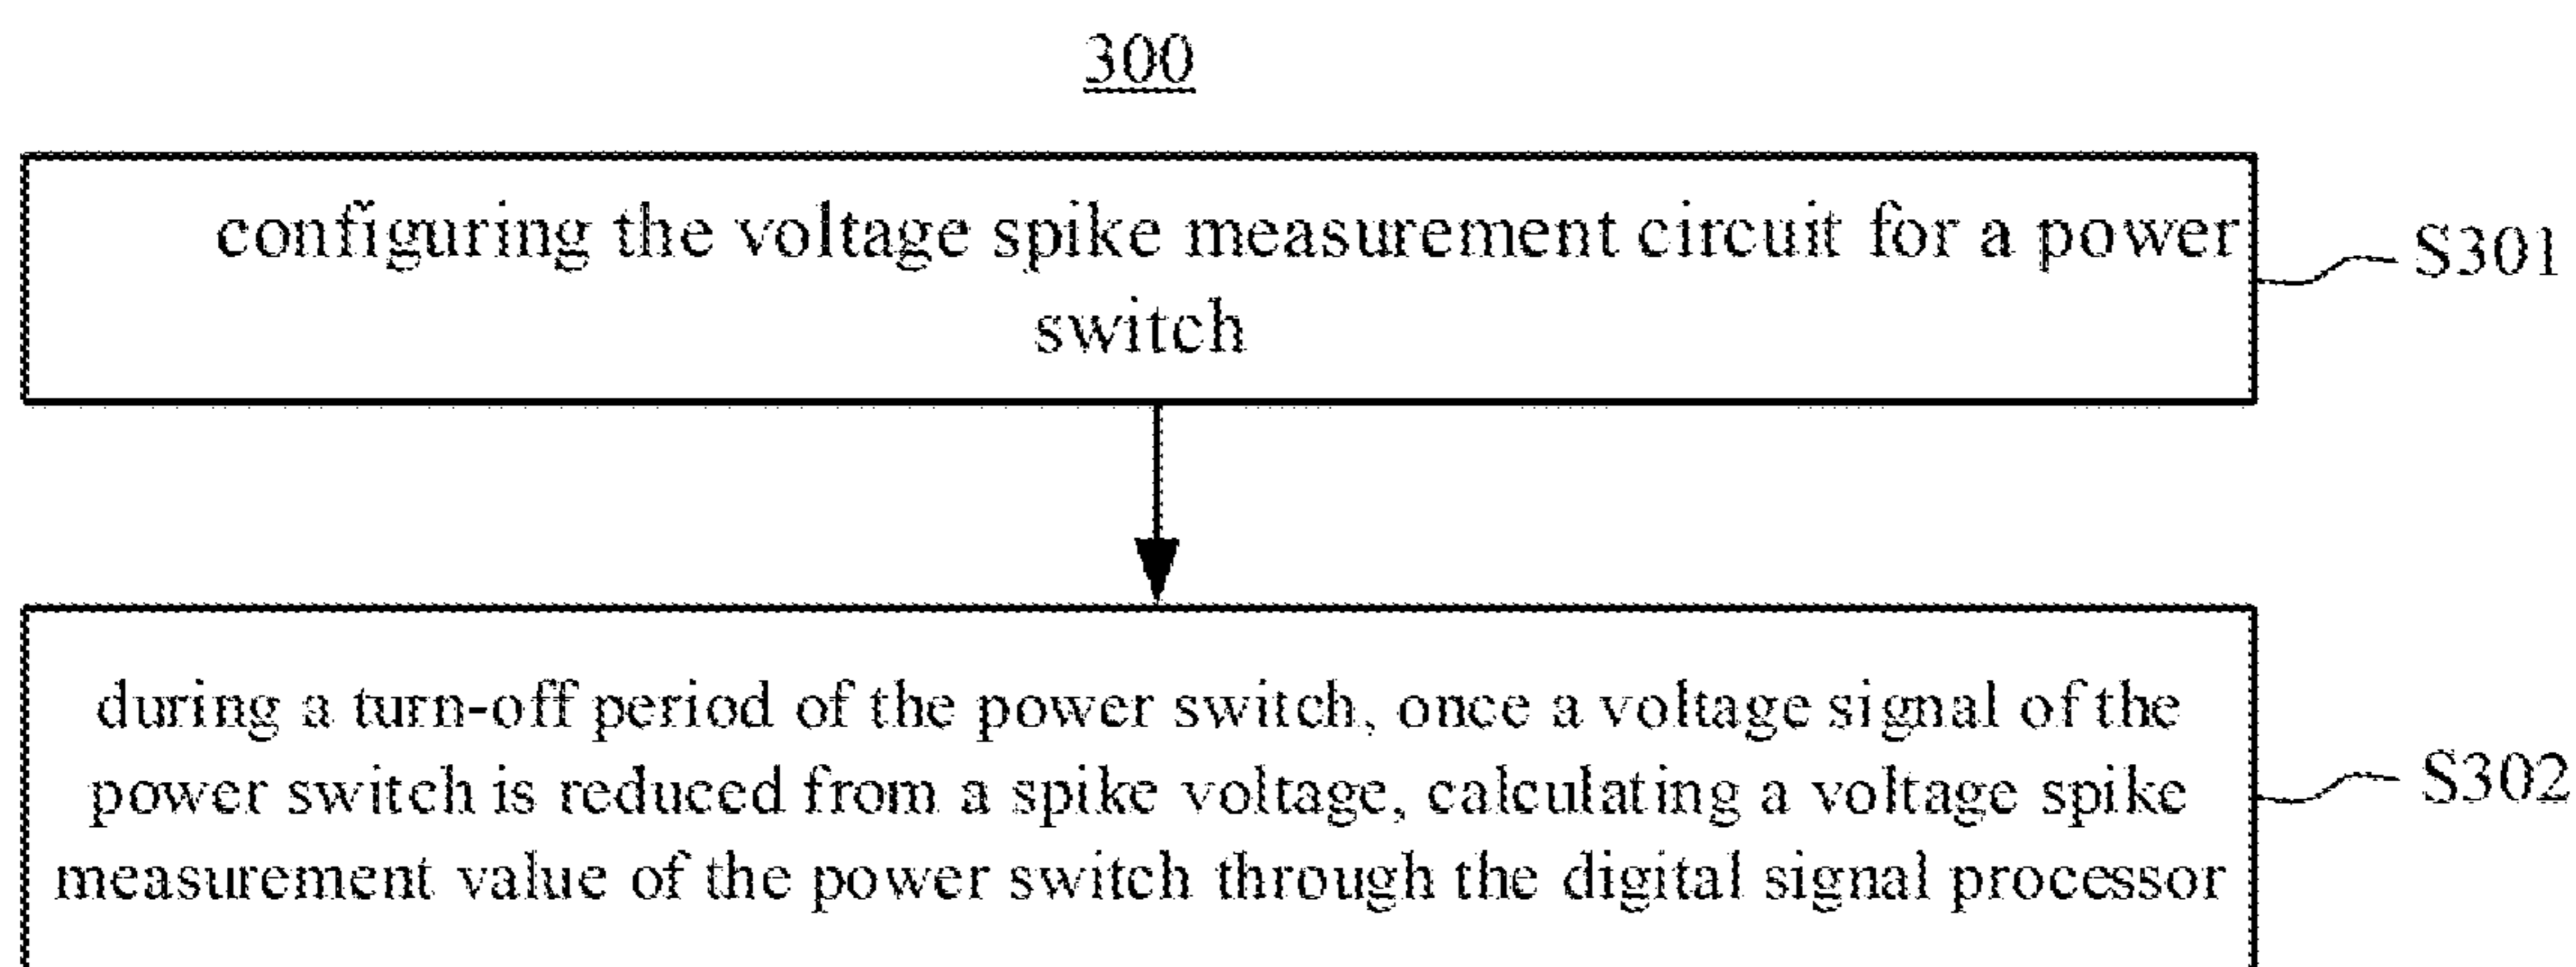 300
configuring the voltage spike measurement circuit for a power
switch
S301
during a turn-off period of the power switch, once a voltage signal of the
power switch is reduced from a spike voltage, calculating a voltage spike
measurement value of the power switch through the digital signal processor
S302